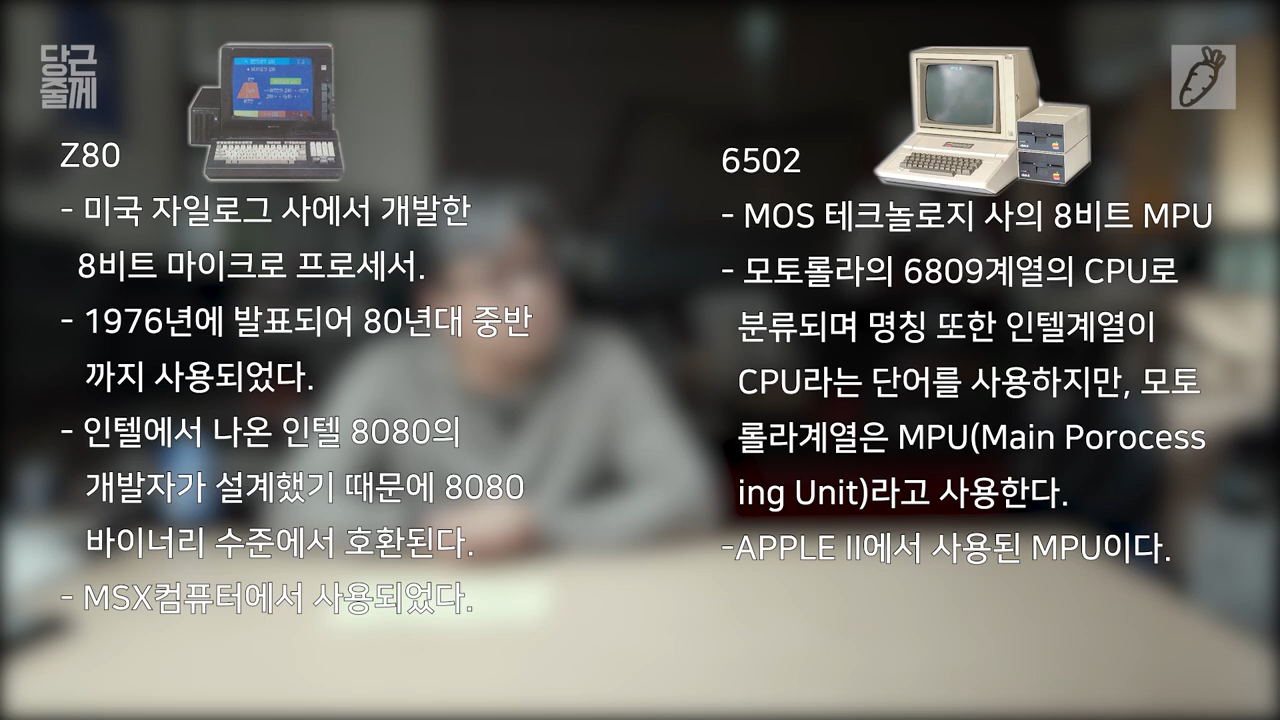 당근
줄께
Z80
- 미국 자일로그 사에서 개발한
8비트 마이크로 프로세서.
- 1976년에 발표되어 80년대 중반
까지 사용되었다.
- 인텔에서 나온 인텔 8080의
개발자가 설계했기 때문에 8080
바이너리 수준에서 호환된다.
- MSX컴퓨터에서 사용되었다.
6502
- MOS 테크놀로지 사의 8비트 MPU
- 모토롤라의 6809계열의 CPU로
분류되며 명칭 또한 인텔계열이
CPU라는 단어를 사용하지만, 모토
롤라계열은 MPU(Main Porocess
ing Unit)라고 사용한다.
-APPLE II에서 사용된 MPU이다.